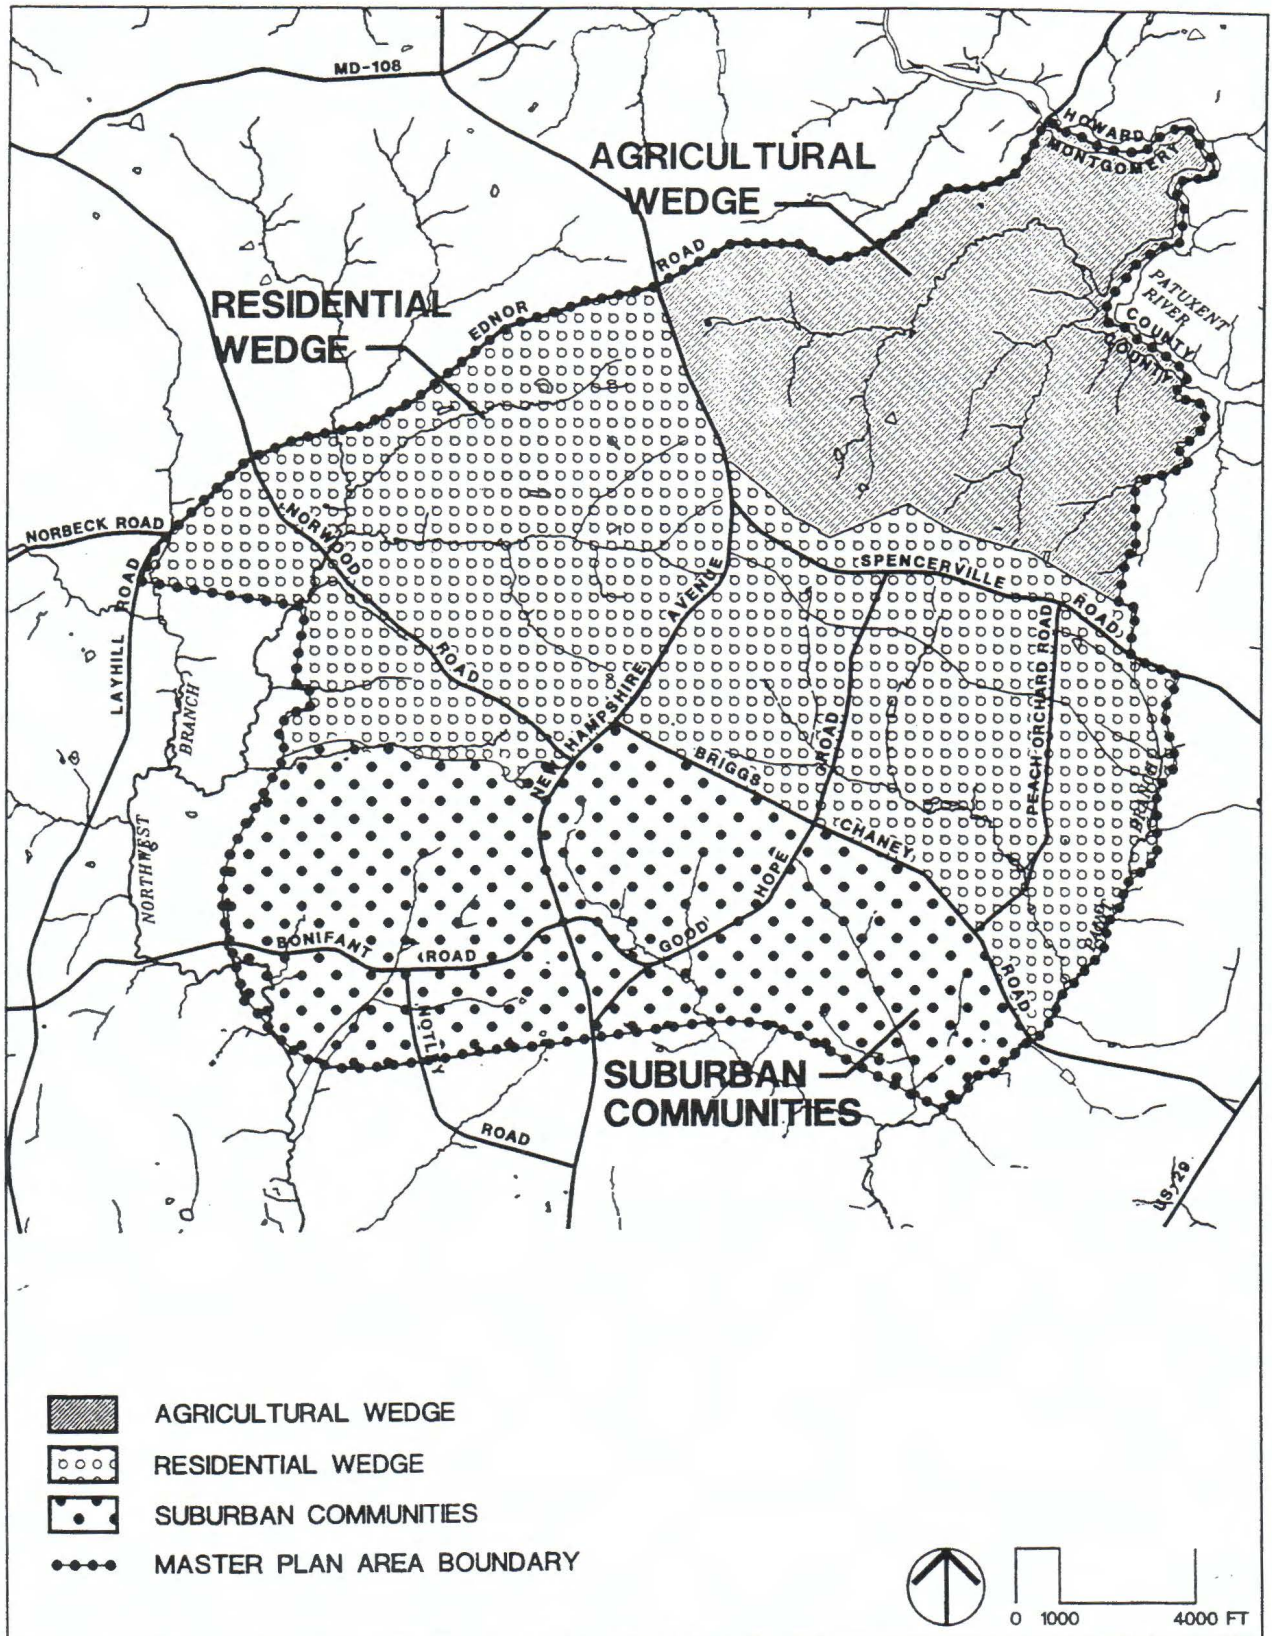 MD-108
HOWARD
MONTGOMERY
AGRICULTURAL
WEDGE
ROAD
EDNOR
PATUXENT
RIVER
COUNTY
COUNTY
RESIDENTIAL
WEDGE
NORBECK ROAD
NORWOOD
ROAD
LAYHILL ROAD
AVENUE
NEW HAMPSHIRE
SPENCERVILLE
ROAD
PEACH ORCHARD ROAD
BRANCH
NORTHWEST
BRIGGS
CHANEY
ROAD
ROAD
HOPE
GOOD
BRANCH
PAINT
BONIFANT
ROAD
NOTLEY
ROAD
SUBURBAN
COMMUNITIES
US-29
AGRICULTURAL WEDGE
RESIDENTIAL WEDGE
SUBURBAN COMMUNITIES
MASTER PLAN AREA BOUNDARY
0 1000 4000 FT